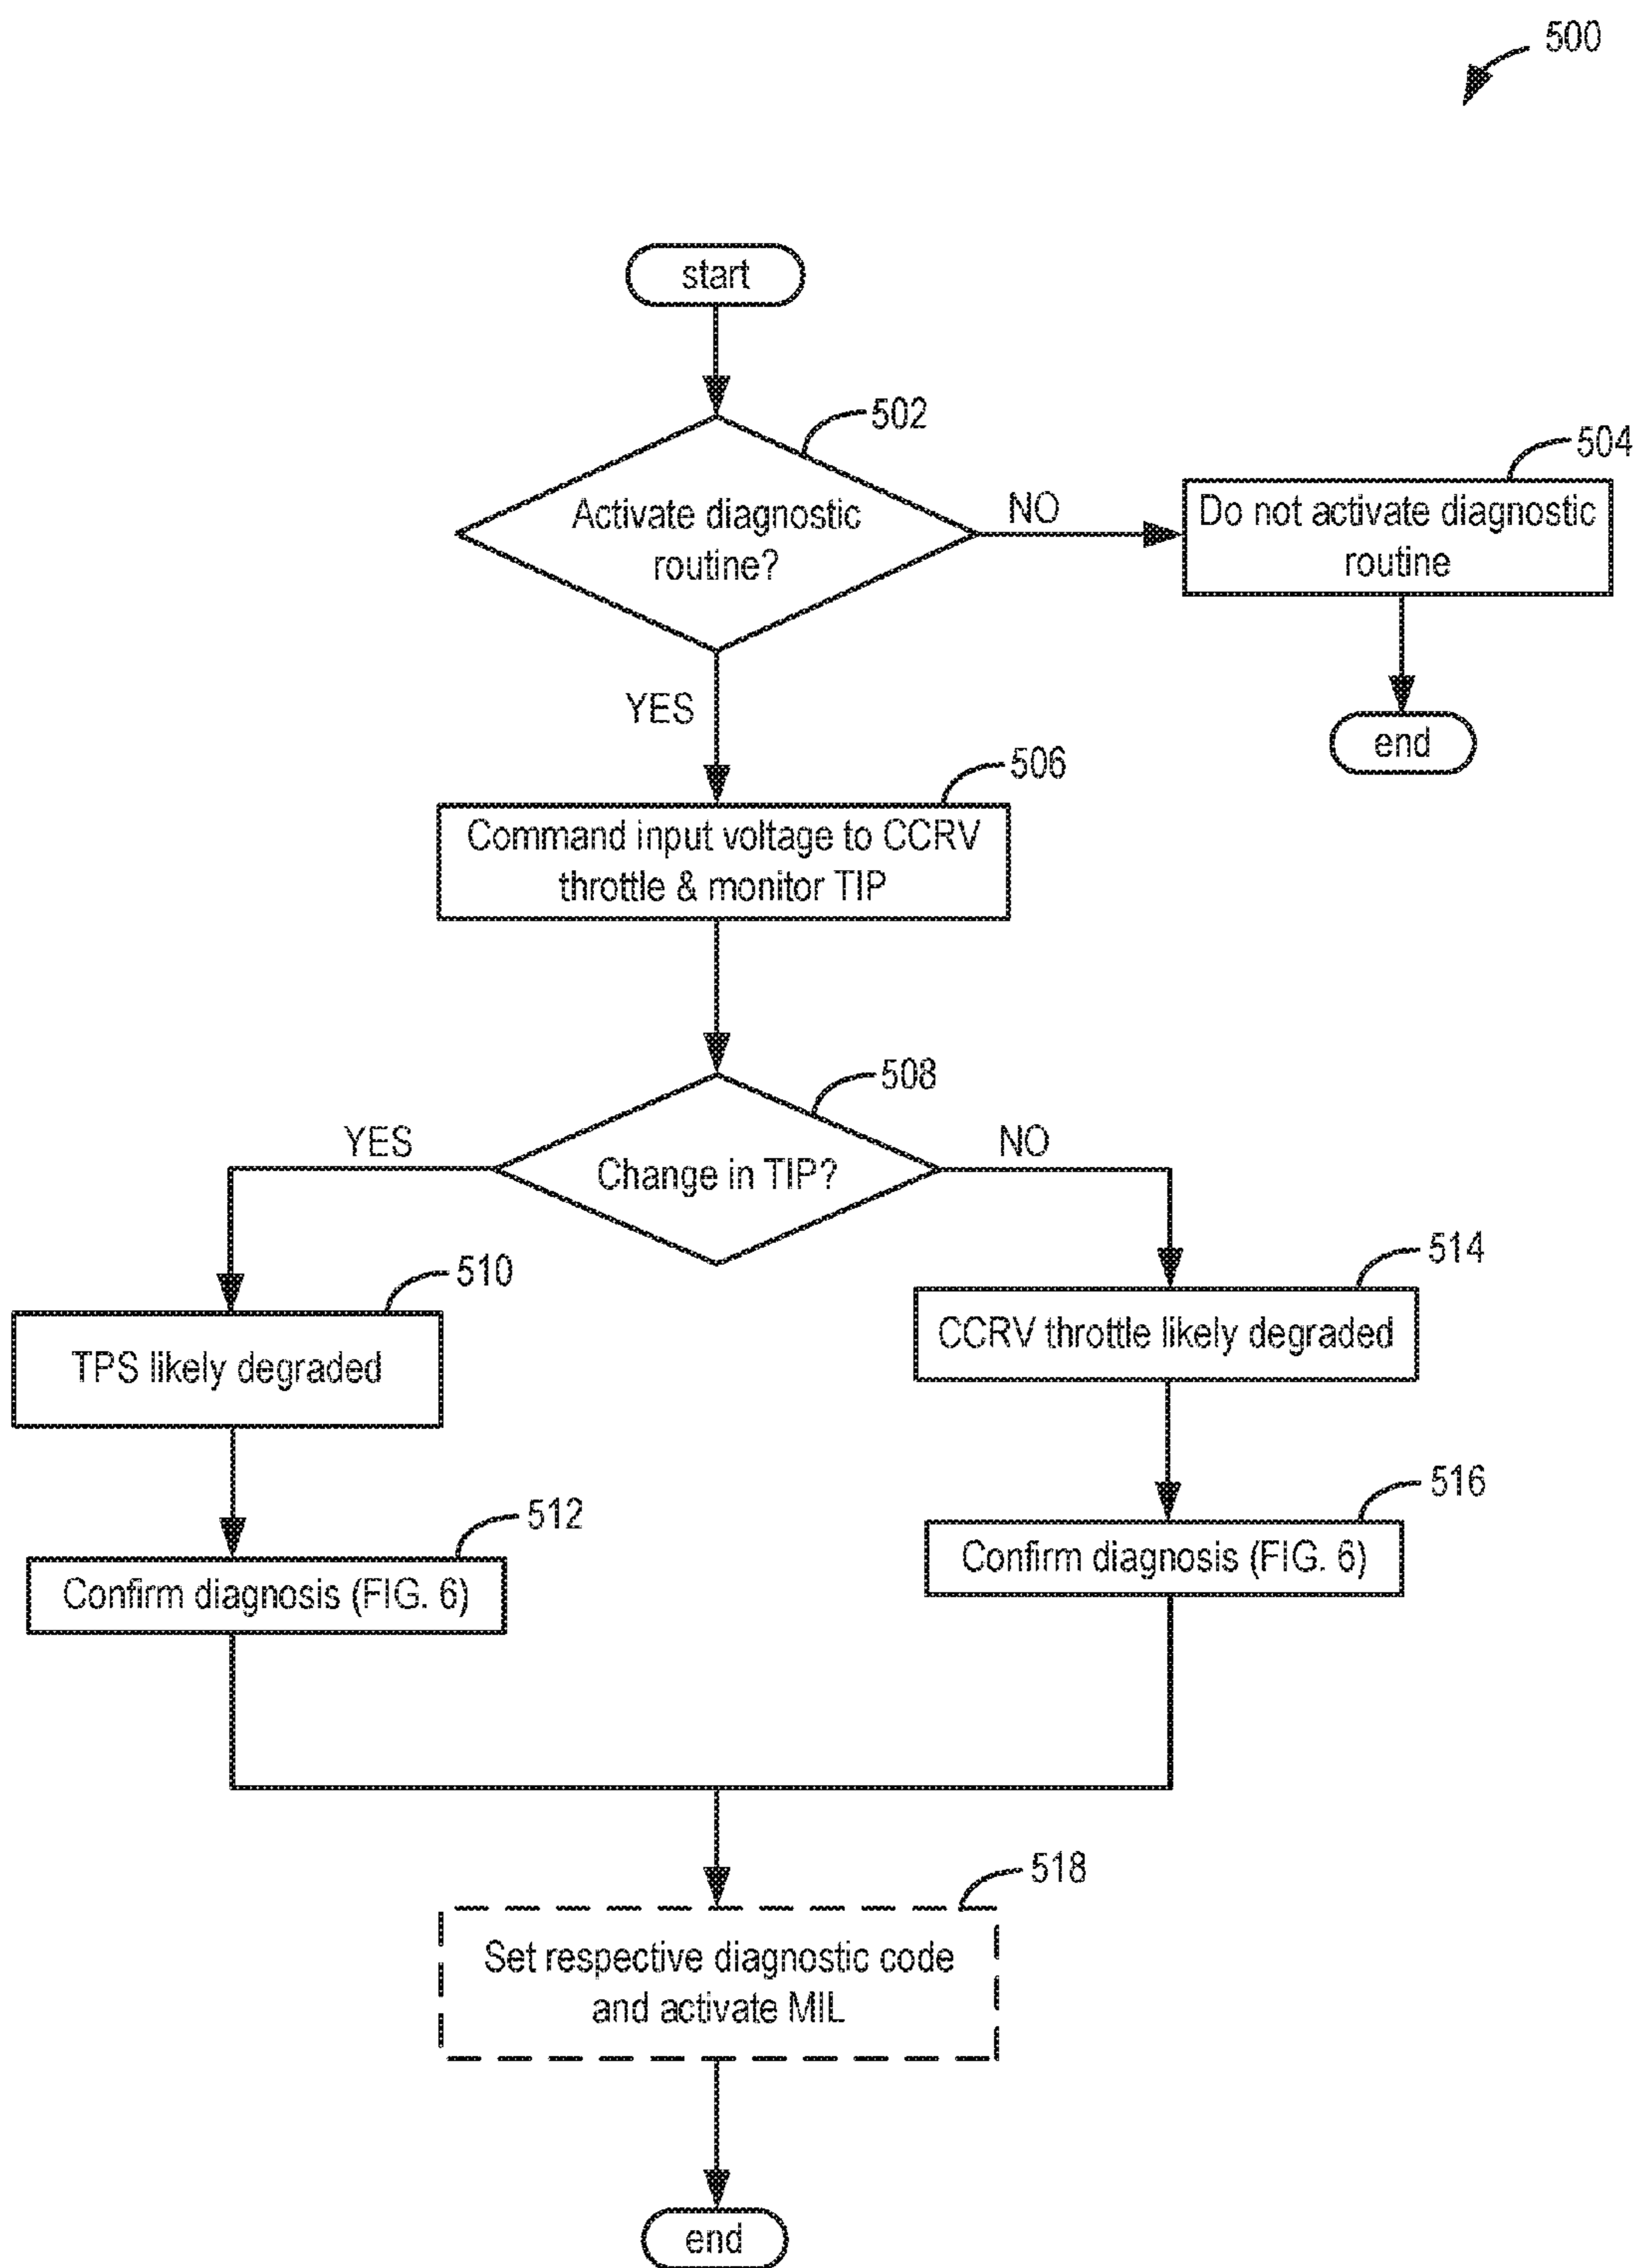 500
start
502
Activate diagnostic
routine?
NO
504
Do not activate diagnostic
routine
end
YES
506
Command input voltage to CCRV
throttle & monitor TIP
508
Change in TIP?
YES
NO
510
TPS likely degraded
514
CCRV throttle likely degraded
512
Confirm diagnosis (FIG. 6)
516
Confirm diagnosis (FIG. 6)
518
Set respective diagnostic code
and activate MIL
end